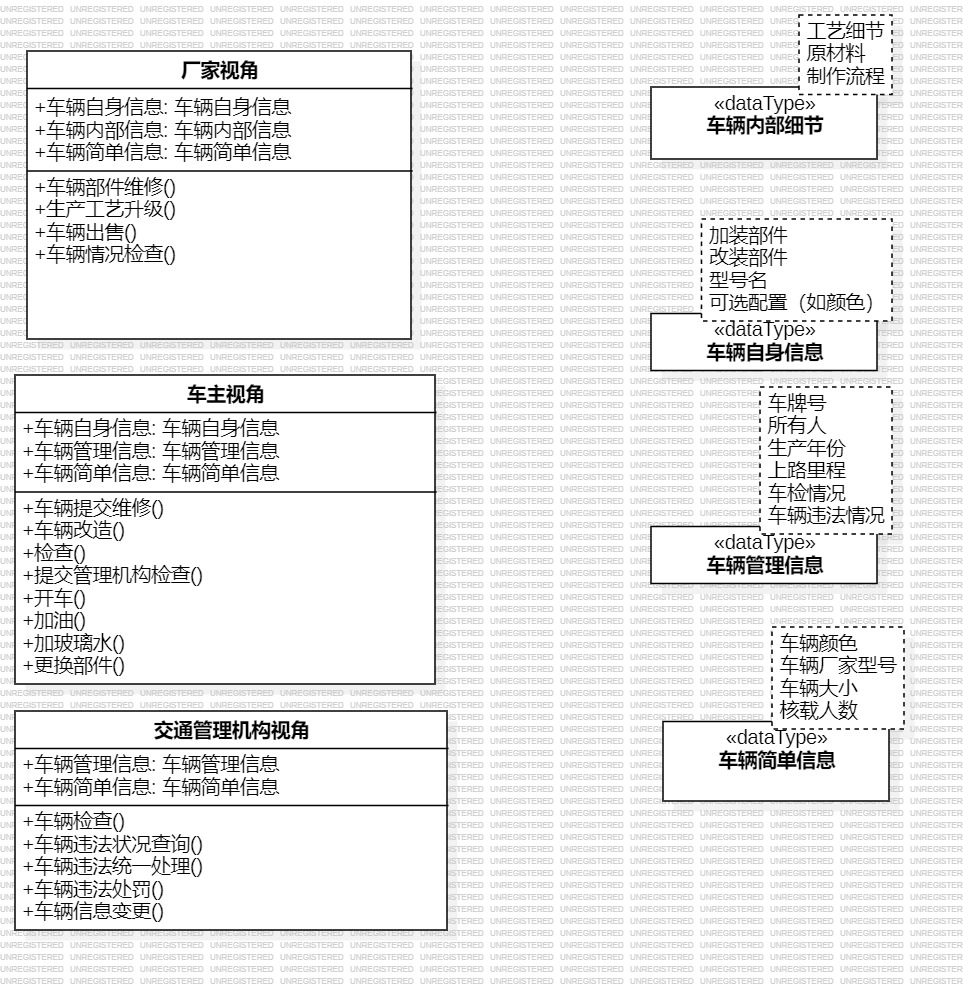 厂家视角
+车辆自身信息: 车辆自身信息
+车辆内部信息: 车辆内部信息
+车辆简单信息: 车辆简单信息
+车辆部件维修()
+生产工艺升级()
+车辆出售()
+车辆情况检查()
车主视角
+车辆自身信息: 车辆自身信息
+车辆管理信息: 车辆管理信息
+车辆简单信息: 车辆简单信息
+车辆提交维修()
+车辆改造()
+检查()
+提交管理机构检查()
+开车()
+加油()
+加玻璃水()
+更换部件()
交通管理机构视角
+车辆管理信息: 车辆管理信息
+车辆简单信息: 车辆简单信息
+车辆检查()
+车辆违法状况查询()
+车辆违法统一处理()
+车辆违法处罚()
+车辆信息变更()
工艺细节
原材料
制作流程
«dataType»
车辆内部细节
加装部件
改装部件
型号名
可选配置（如颜色）
«dataType»
车辆自身信息
车牌号
所有人
生产年份
上路里程
车检情况
车辆违法情况
«dataType»
车辆管理信息
车辆颜色
车辆厂家型号
车辆大小
核载人数
«dataType»
车辆简单信息
UNREGISTERED